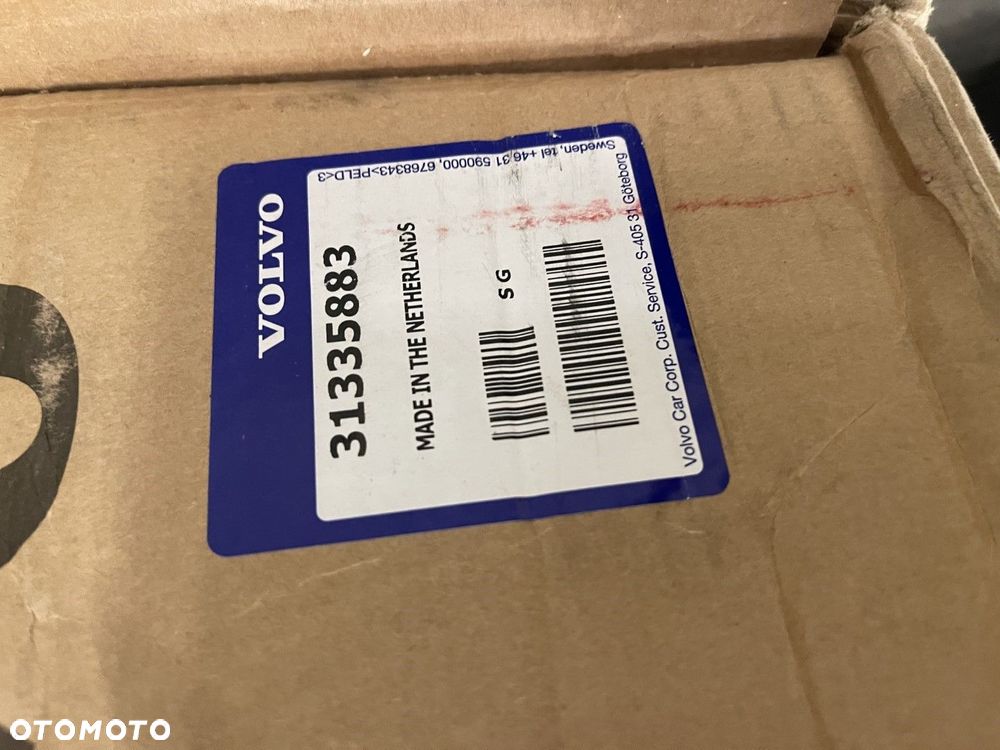 VOLVO
31335883
MADE IN THE NETHERLANDS
S G
Volvo Car Corp. Cust. Service, S-405 31 Göteborg
Sweden, tel +46 31 590000, 6768343>PELD<3
OTOMOTO